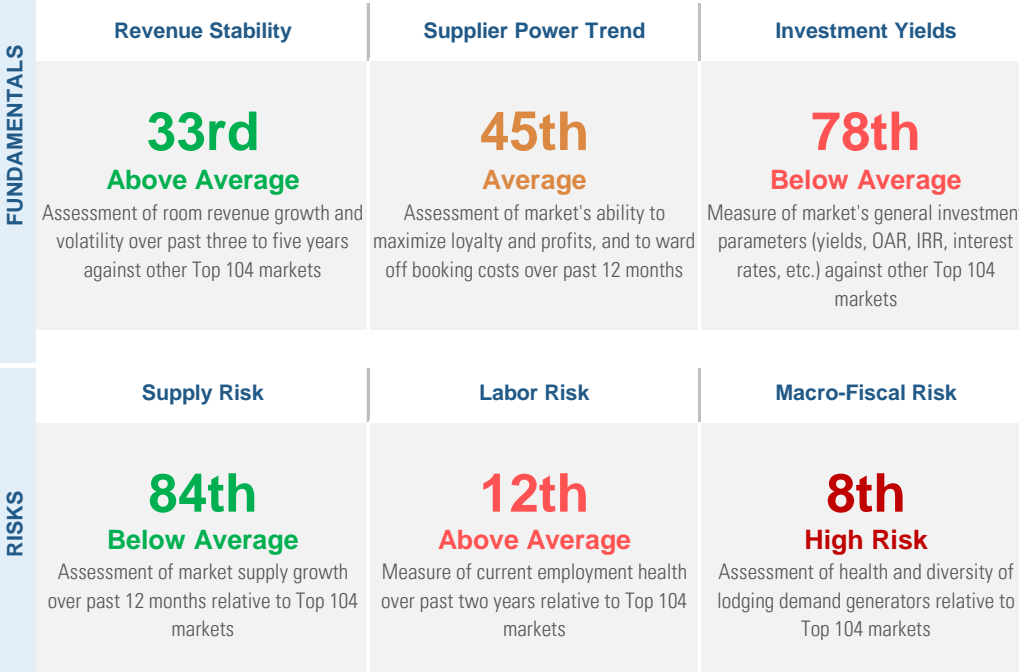 FUNDAMENTALS
Revenue Stability
33rd
Above Average
Assessment of room revenue growth and
volatility over past three to five years
against other Top 104 markets
Supplier Power Trend
45th
Average
Assessment of market's ability to
maximize loyalty and profits, and to ward
off booking costs over past 12 months
Investment Yields
78th
Below Average
Measure of market's general investment
parameters (yields, OAR, IRR, interest
rates, etc.) against other Top 104
markets
RISKS
Supply Risk
84th
Below Average
Assessment of market supply growth
over past 12 months relative to Top 104
markets
Labor Risk
12th
Above Average
Measure of current employment health
over past two years relative to Top 104
markets
Macro-Fiscal Risk
8th
High Risk
Assessment of health and diversity of
lodging demand generators relative to
Top 104 markets